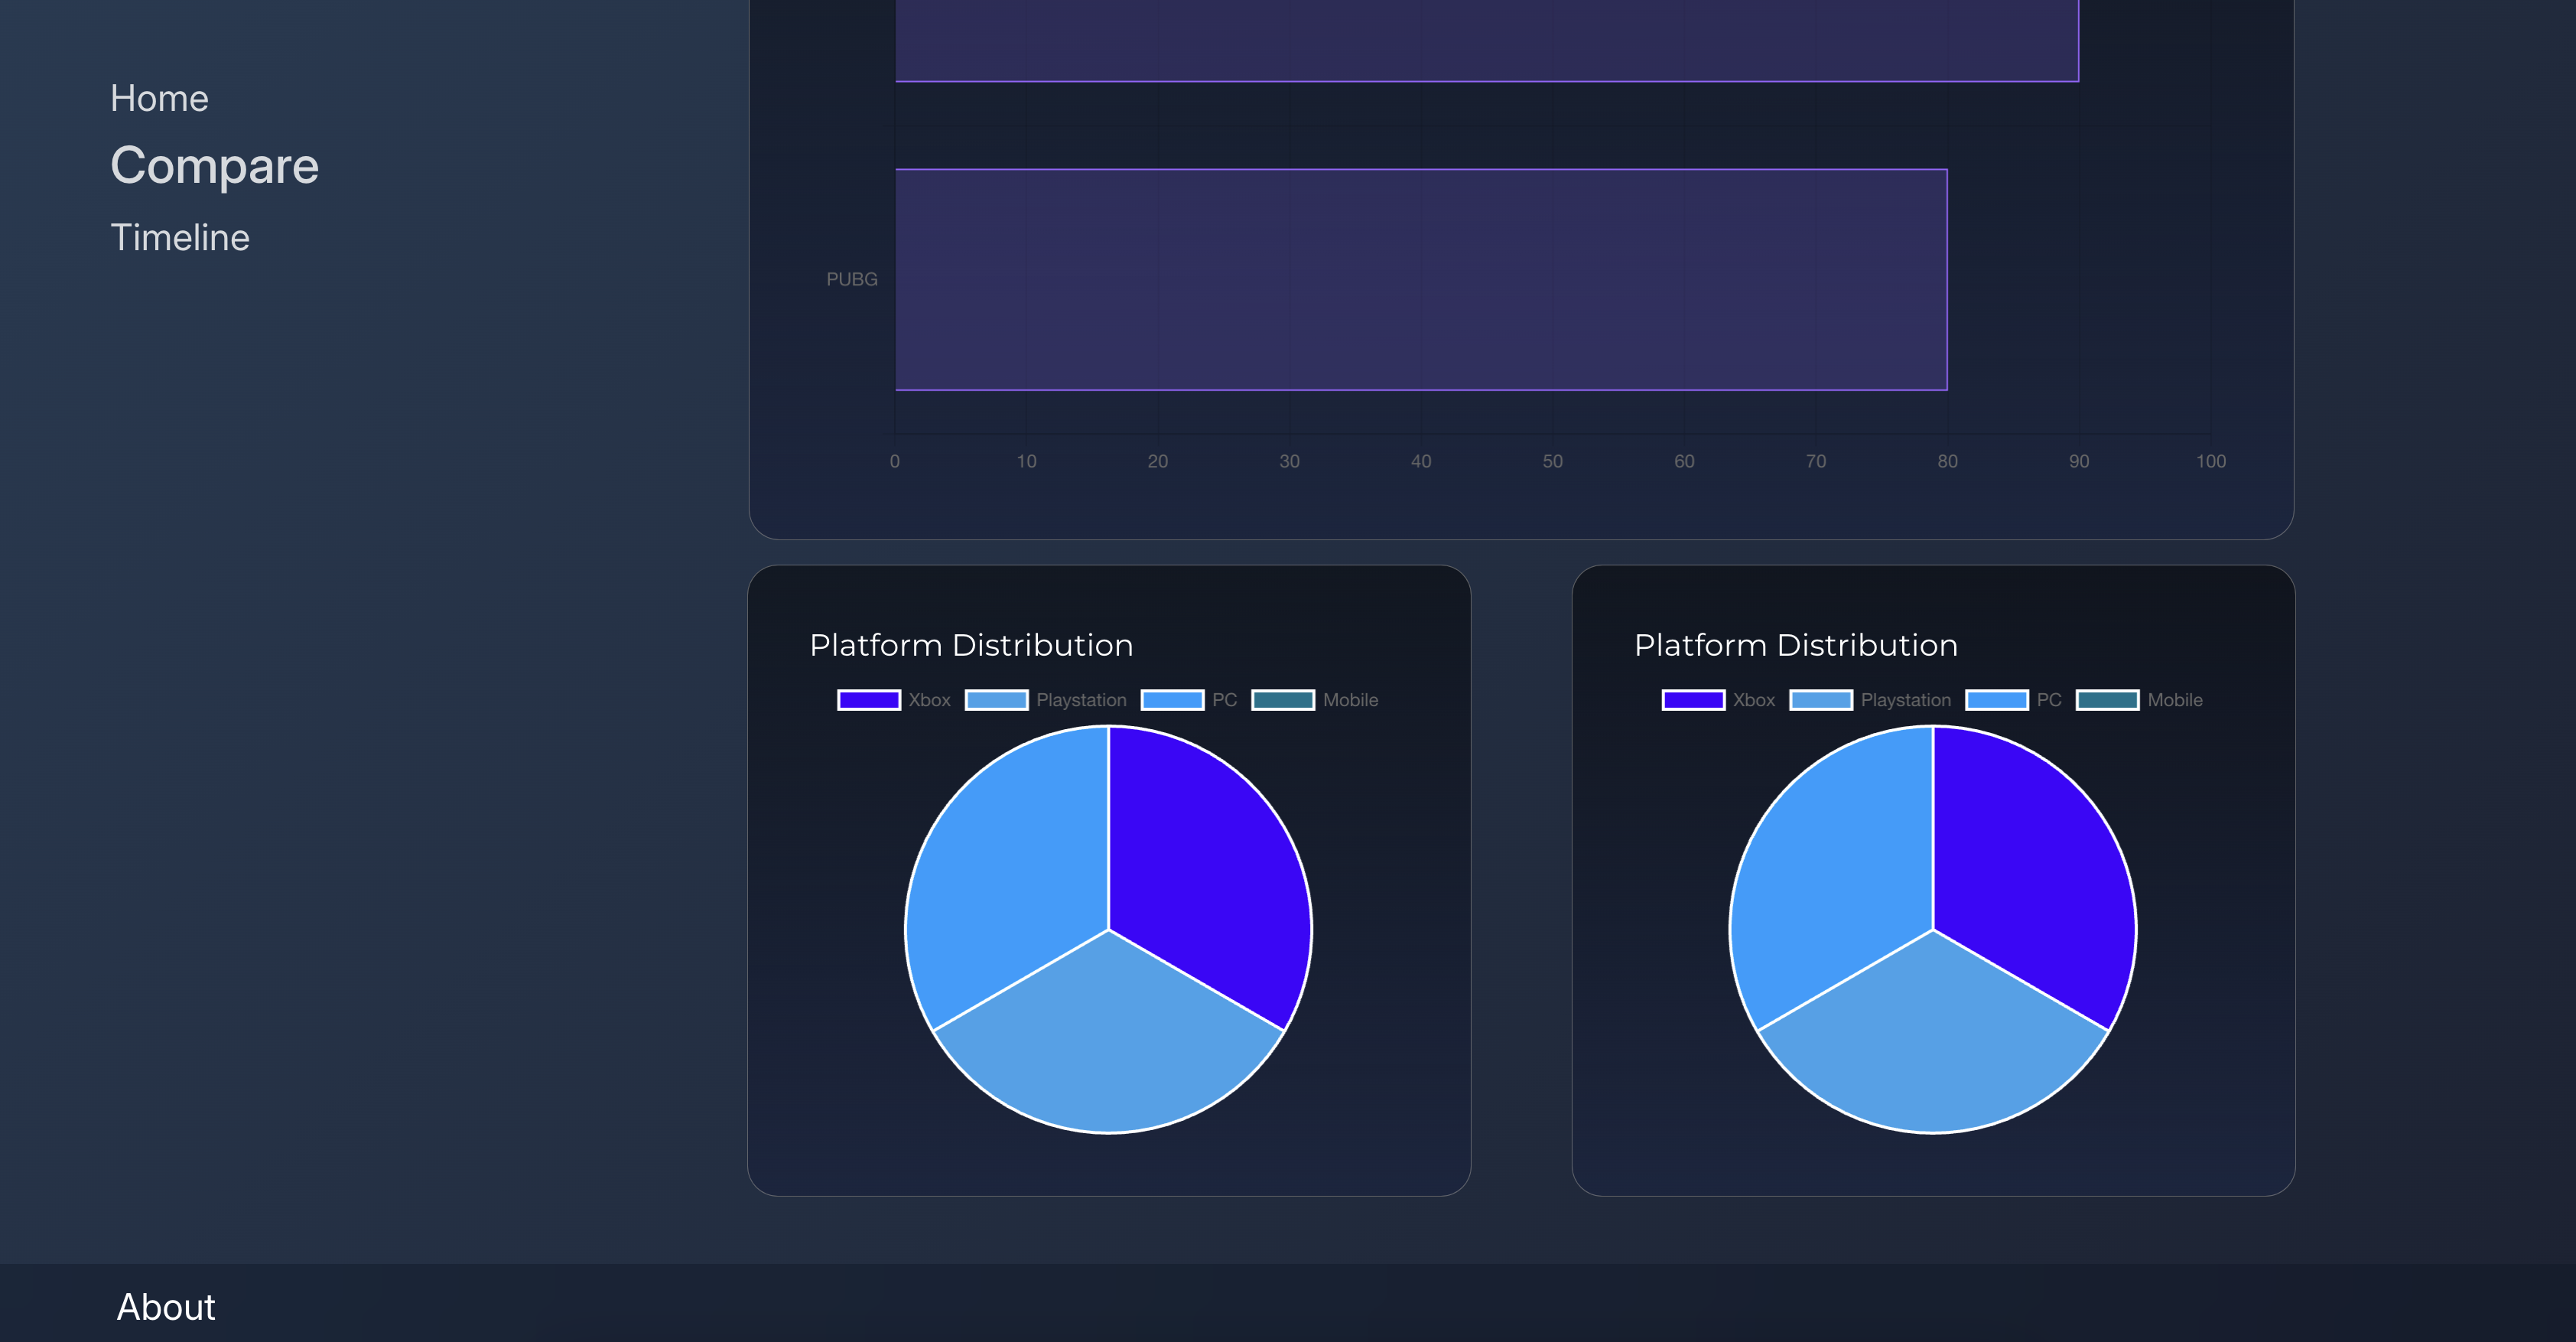 Home
Compare
Timeline
PUBG
0 10 20 30 40 50 60 70 80 90 100
Platform Distribution
Xbox Playstation PC Mobile
Platform Distribution
Xbox Playstation PC Mobile
About